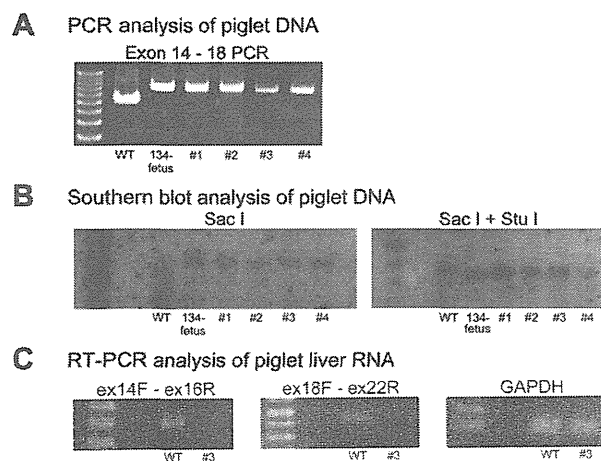 A PCR analysis of piglet DNA
Exon 14 - 18 PCR
WT 134-fetus #1 #2 #3 #4
B Southern blot analysis of piglet DNA
Sac I Sac I + Stu I
WT 134-fetus #1 #2 #3 #4 WT 134-fetus #1 #2 #3 #4
C RT-PCR analysis of piglet liver RNA
ex14F - ex16R ex18F - ex22R GAPDH
WT #3 WT #3 WT #3